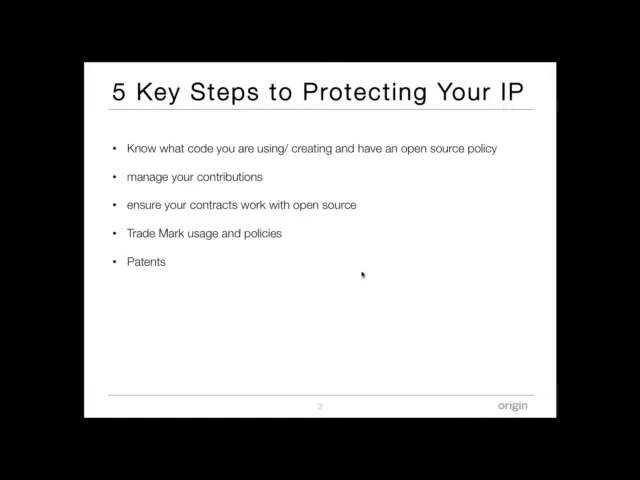 5 Key Steps to Protecting Your IP
• Know what code you are using/ creating and have an open source policy
• manage your contributions
• ensure your contracts work with open source
• Trade Mark usage and policies
• Patents
2
origin